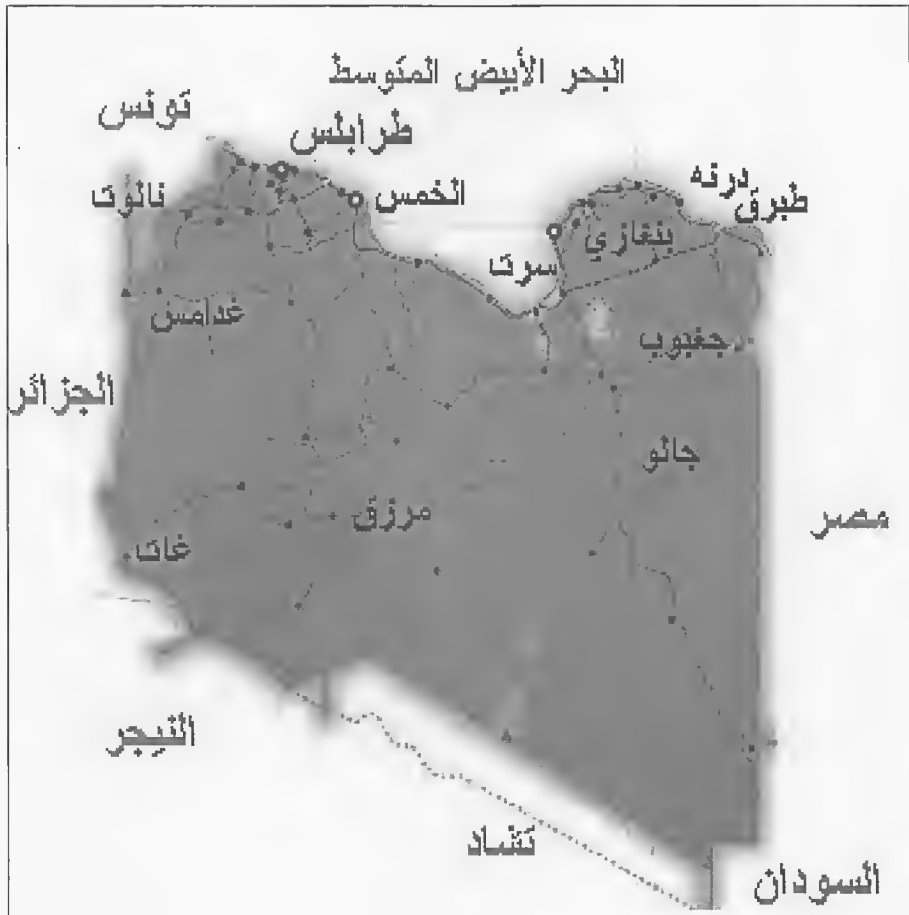 البحر الأبيض المتوسط
تونس
طرابلس
درنه
نالوت
الخمس
طبرق
بنغازي
سرت
غدامس
جغبوب
الجزائر
جالو
مرزق
مصر
غات
النيجر
تشاد
السودان